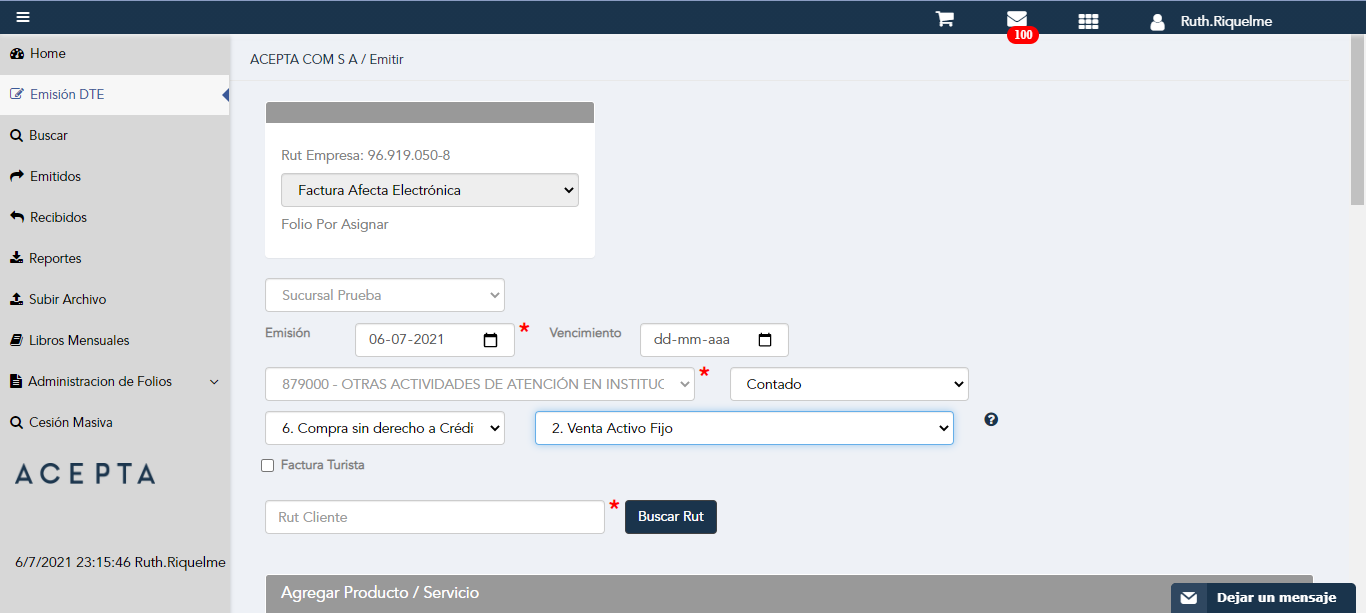 100
Ruth.Riquelme
Home
Emisión DTE
Buscar
Emitidos
Recibidos
Reportes
Subir Archivo
Libros Mensuales
Administracion de Folios
Cesión Masiva
ACEPTA
6/7/2021 23:15:46 Ruth.Riquelme
ACEPTA COM S A / Emitir
Rut Empresa: 96.919.050-8
Factura Afecta Electrónica
Folio Por Asignar
Sucursal Prueba
Emisión 06-07-2021 * Vencimiento dd-mm-aaa
879000 - OTRAS ACTIVIDADES DE ATENCIÓN EN INSTITUC * Contado
6. Compra sin derecho a Crédi 2. Venta Activo Fijo ?
Factura Turista
Rut Cliente * Buscar Rut
Agregar Producto / Servicio
Dejar un mensaje